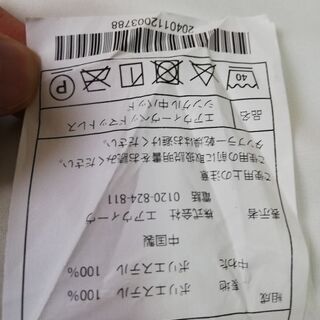 組成
表地 ポリエステル 100%
中わた ポリエステル 100%
中国製
表示者 株式会社 エアウィーヴ
電話 0120-824-811
ご使用上の注意
ご使用の前に取扱説明書をお読みください。
タンブラー乾燥はお避けください。
品名 エアウィーヴベッドマットレス
シングル中パッド
40
P
2040112003788